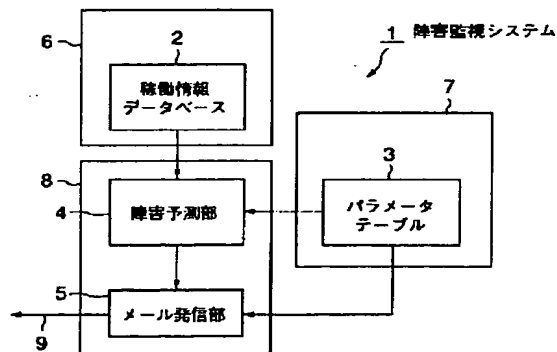 1 障害監視システム
6
2
稼働情報
データベース
7
3
パラメータ
テーブル
8
4
障害予測部
5
メール発信部
9